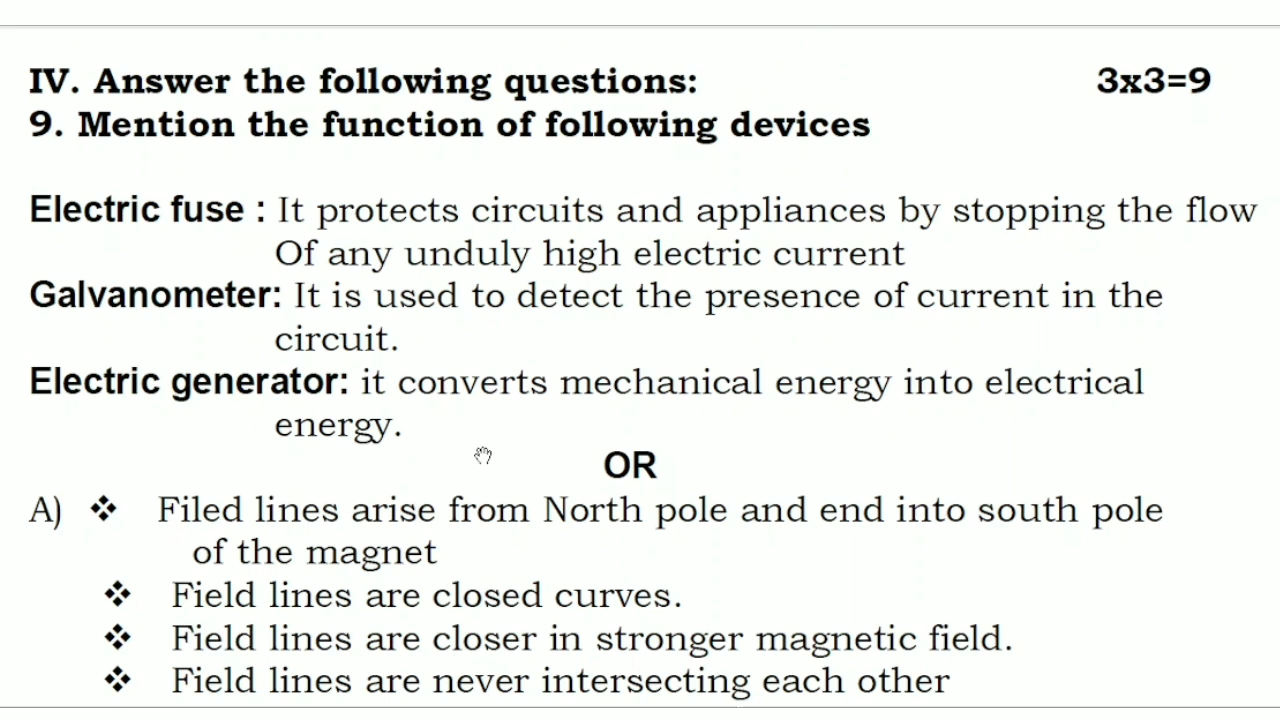 IV. Answer the following questions: 3x3=9
9. Mention the function of following devices
Electric fuse : It protects circuits and appliances by stopping the flow
Of any unduly high electric current
Galvanometer: It is used to detect the presence of current in the
circuit.
Electric generator: it converts mechanical energy into electrical
energy.
OR
A) ❖ Filed lines arise from North pole and end into south pole
of the magnet
❖ Field lines are closed curves.
❖ Field lines are closer in stronger magnetic field.
❖ Field lines are never intersecting each other